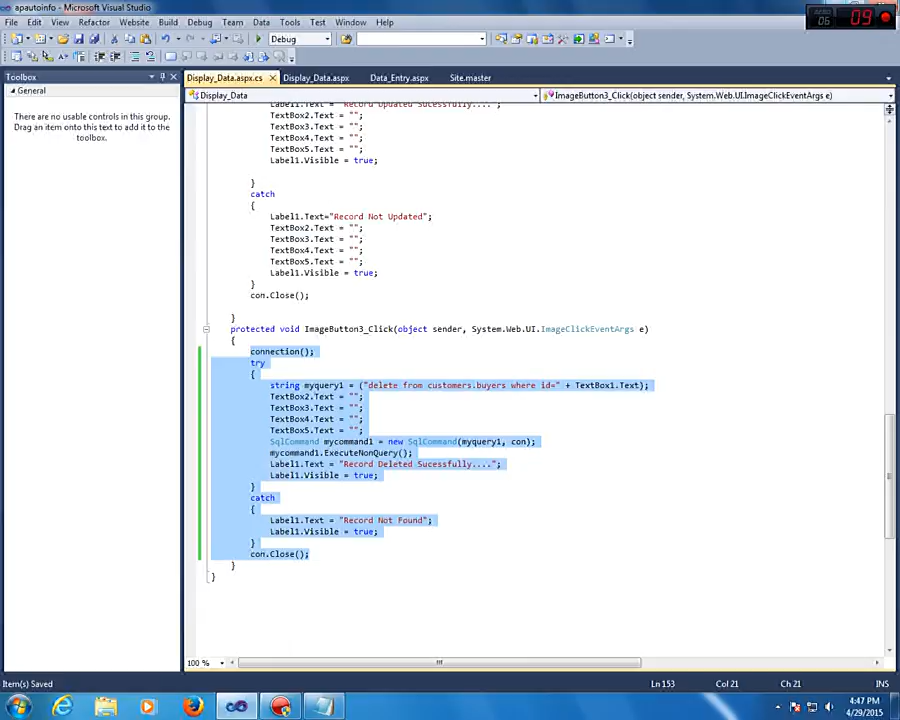 apautoinfo - Microsoft Visual Studio
File Edit View Refactor Website Build Debug Team Data Tools Test Window Help
06 09
Debug
Toolbox
General
There are no usable controls in this group. Drag an item onto this text to add it to the toolbox.
Display_Data.aspx.cs Display_Data.aspx Data_Entry.aspx Site.master
Display_Data ImageButton3_Click(object sender, System.Web.UI.ImageClickEventArgs e)
Label1.Text = "Record Updated Sucessfully....";
TextBox2.Text = "";
TextBox3.Text = "";
TextBox4.Text = "";
TextBox5.Text = "";
Label1.Visible = true;
}
catch
{
Label1.Text="Record Not Updated";
TextBox2.Text = "";
TextBox3.Text = "";
TextBox4.Text = "";
TextBox5.Text = "";
Label1.Visible = true;
}
con.Close();
}
protected void ImageButton3_Click(object sender, System.Web.UI.ImageClickEventArgs e)
{
connection();
try
{
string myquery1 = ("delete from customers.buyers where id=" + TextBox1.Text);
TextBox2.Text = "";
TextBox3.Text = "";
TextBox4.Text = "";
TextBox5.Text = "";
SqlCommand mycommand1 = new SqlCommand(myquery1, con);
mycommand1.ExecuteNonQuery();
Label1.Text = "Record Deleted Sucessfully....";
Label1.Visible = true;
}
catch
{
Label1.Text = "Record Not Found";
Label1.Visible = true;
}
con.Close();
}
}
100 %
Item(s) Saved Ln 153 Col 21 Ch 21 INS
4:47 PM
4/29/2015